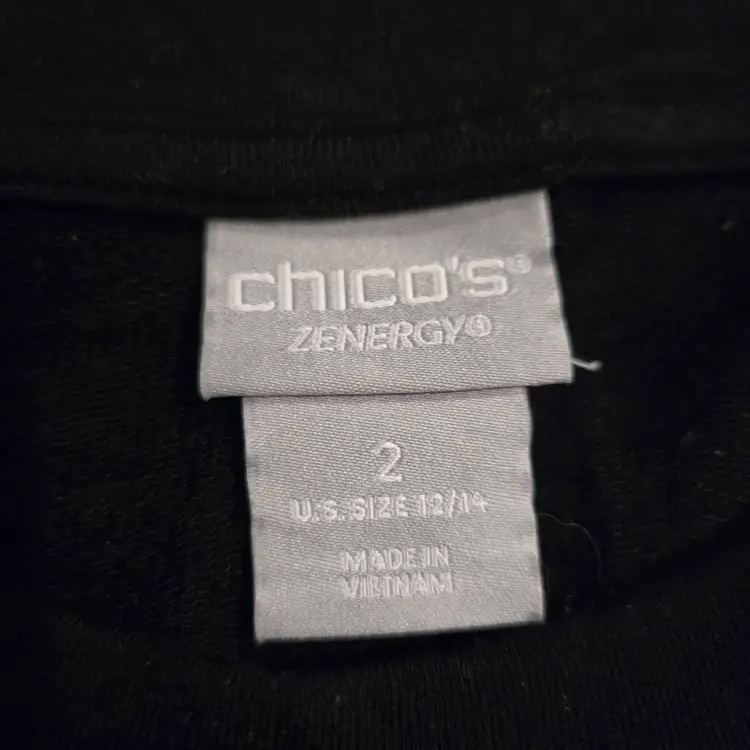 chico's®
ZENERGY®
2
U.S. SIZE 12/14
MADE IN
VIETNAM